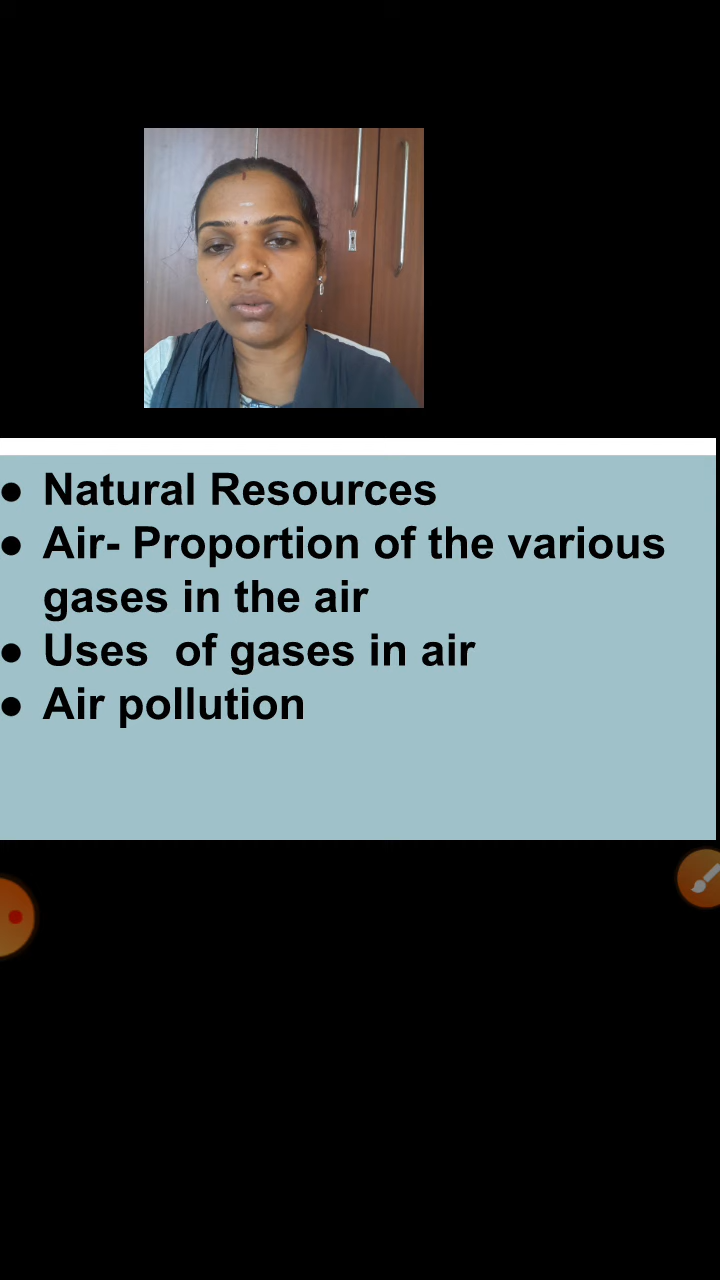 ● Natural Resources
● Air- Proportion of the various
gases in the air
● Uses  of gases in air
● Air pollution